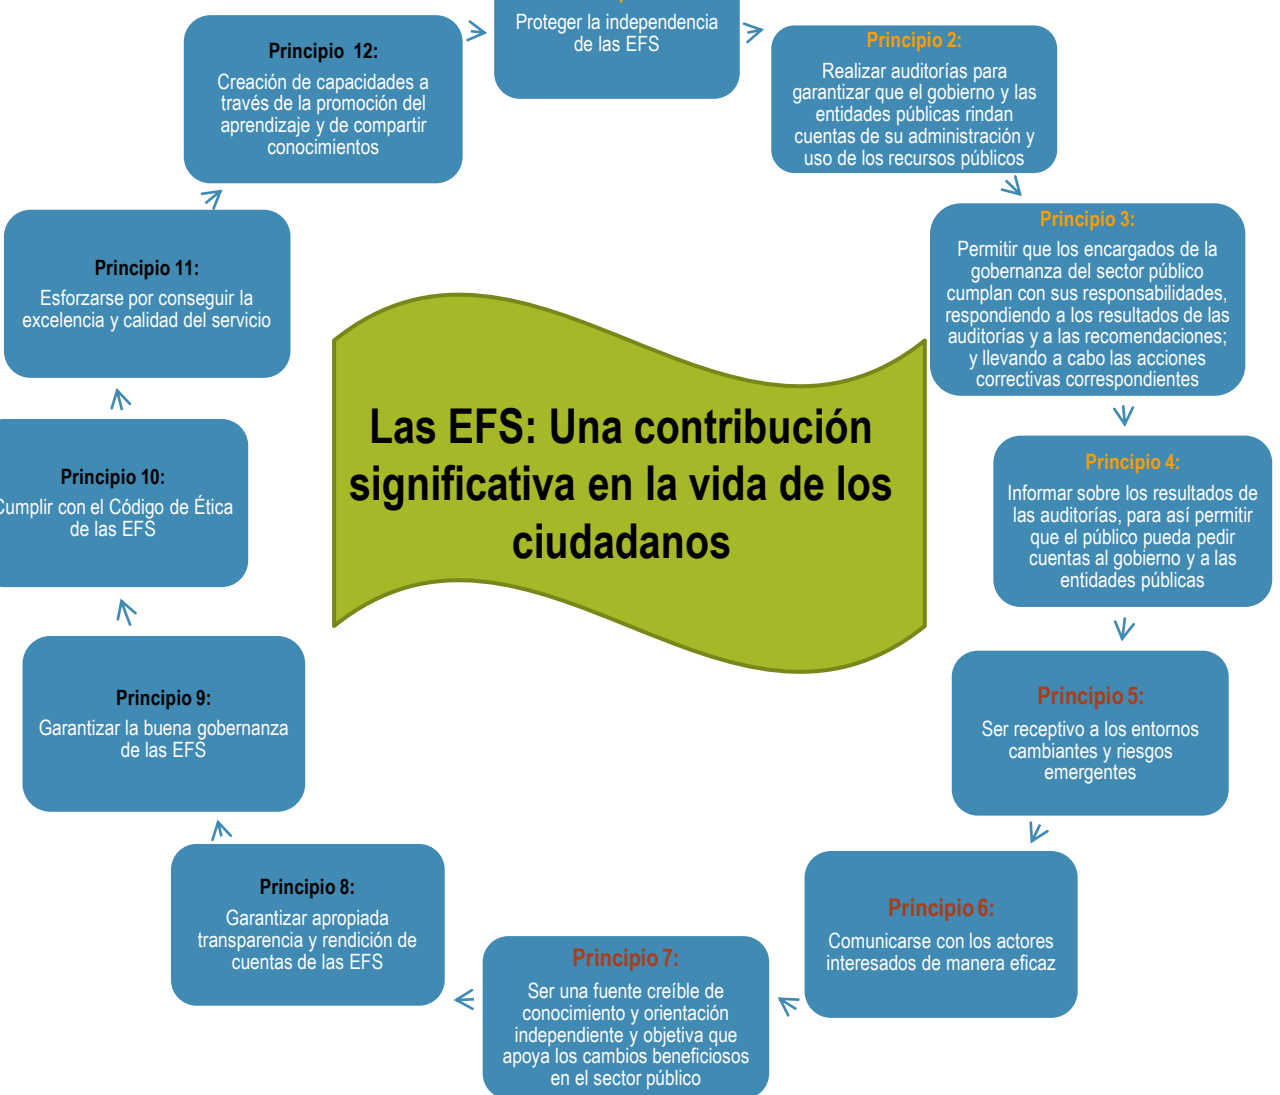 Proteger la independencia
de las EFS
Principio 2:
Realizar auditorías para
garantizar que el gobierno y las
entidades públicas rindan
cuentas de su administración y
uso de los recursos públicos
Principio 3:
Permitir que los encargados de la
gobernanza del sector público
cumplan con sus responsabilidades,
respondiendo a los resultados de las
auditorías y a las recomendaciones;
y llevando a cabo las acciones
correctivas correspondientes
Principio 4:
Informar sobre los resultados de
las auditorías, para así permitir
que el público pueda pedir
cuentas al gobierno y a las
entidades públicas
Principio 5:
Ser receptivo a los entornos
cambiantes y riesgos
emergentes
Principio 6:
Comunicarse con los actores
interesados de manera eficaz
Principio 7:
Ser una fuente creíble de
conocimiento y orientación
independiente y objetiva que
apoya los cambios beneficiosos
en el sector público
Principio 8:
Garantizar apropiada
transparencia y rendición de
cuentas de las EFS
Principio 9:
Garantizar la buena gobernanza
de las EFS
Principio 10:
Cumplir con el Código de Ética
de las EFS
Principio 11:
Esforzarse por conseguir la
excelencia y calidad del servicio
Principio 12:
Creación de capacidades a
través de la promoción del
aprendizaje y de compartir
conocimientos
Las EFS: Una contribución
significativa en la vida de los
ciudadanos